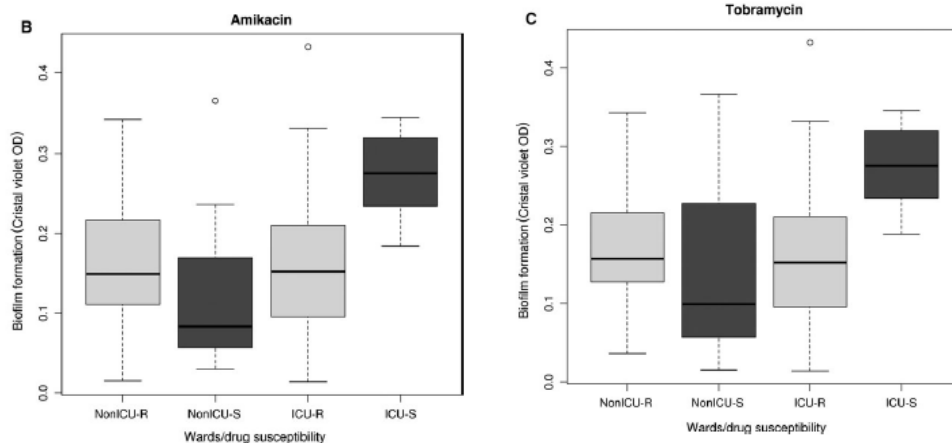 B
Amikacin
Biofilm formation (Cristal violet OD)
0.4
0.3
0.2
0.1
0.0
NonICU-R NonICU-S ICU-R ICU-S
Wards/drug susceptibility
C
Tobramycin
Biofilm formation (Cristal violet OD)
0.4
0.3
0.2
0.1
0.0
NonICU-R NonICU-S ICU-R ICU-S
Wards/drug susceptibility